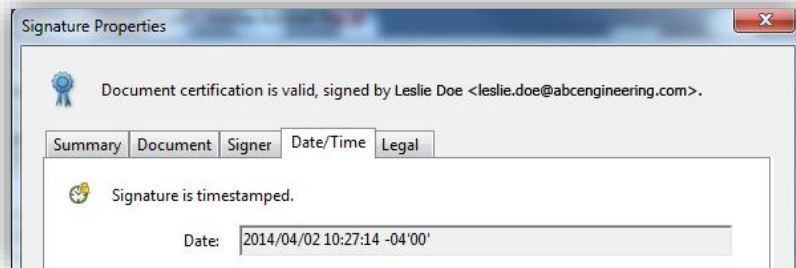 Signature Properties
Document certification is valid, signed by Leslie Doe <leslie.doe@abcengineering.com>.
Summary Document Signer Date/Time Legal
Signature is timestamped.
Date: 2014/04/02 10:27:14 -04'00'